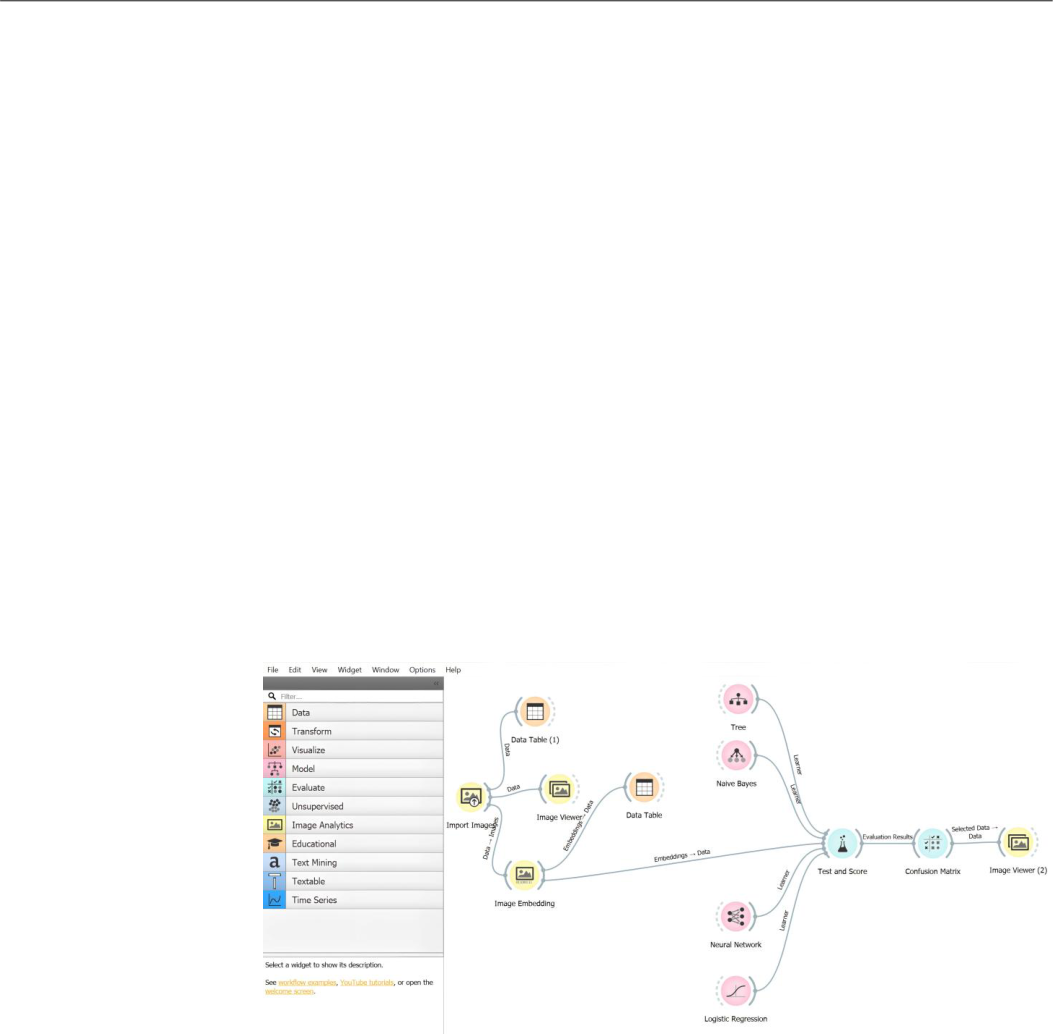 File Edit View Widget Window Options Help
Filter...
Data
Transform
Visualize
Model
Evaluate
Unsupervised
Image Analytics
Educational
Text Mining
Textable
Time Series
Select a widget to show its description.
See workflow examples, YouTube tutorials, or open the
welcome screen.
Data Table (1)
Data
Import Images
Data
Image Viewer
Data → Images
Embeddings → Data
Data Table
Image Embedding
Embeddings → Data
Tree
Learner
Naive Bayes
Learner
Neural Network
Learner
Logistic Regression
Learner
Test and Score
Evaluation Results
Confusion Matrix
Selected Data →
Data
Image Viewer (2)